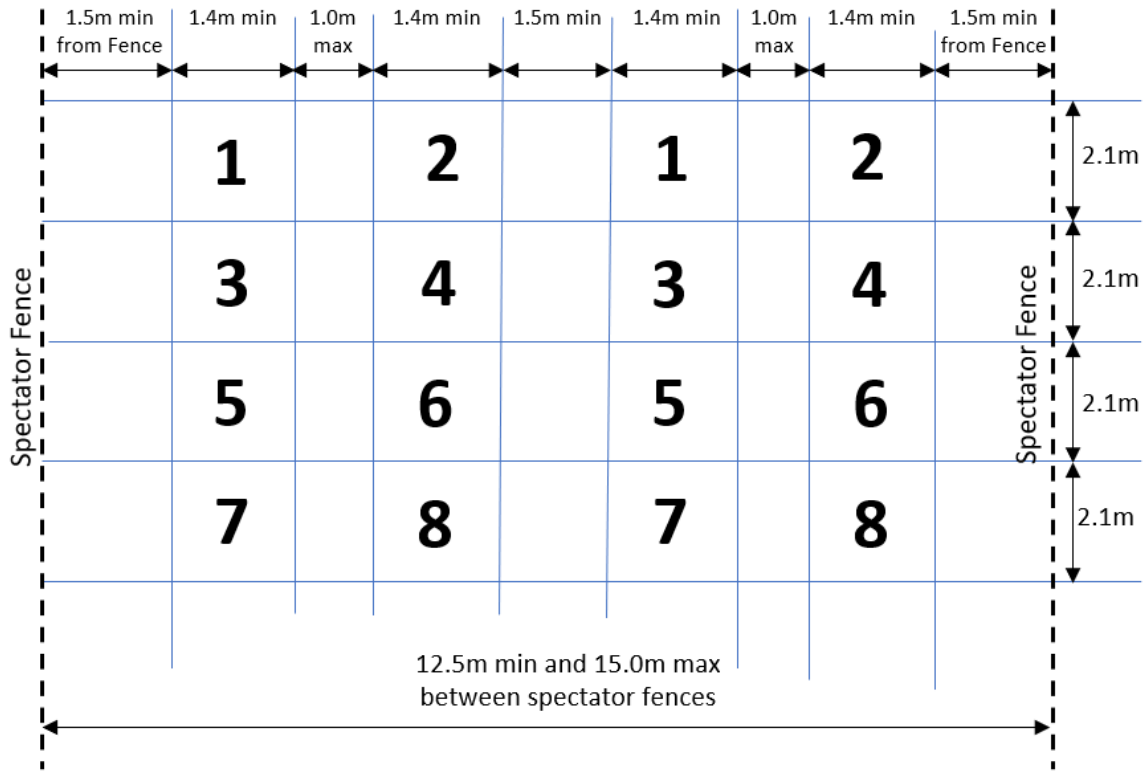 1.5m min
from Fence
1.4m min
1.0m
max
1.4m min
1.5m min
1.4m min
1.0m
max
1.4m min
1.5m min
from Fence
1 2 1 2
2.1m
3 4 3 4
2.1m
Spectator Fence
Spectator Fence
5 6 5 6
2.1m
7 8 7 8
2.1m
12.5m min and 15.0m max
between spectator fences